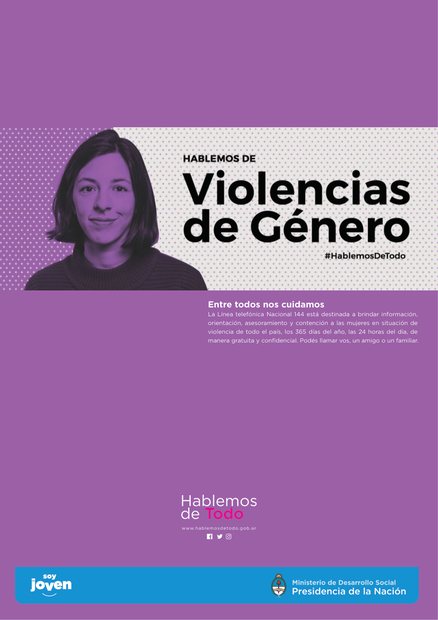 HABLEMOS DE
Violencias
de Género
#HablemosDeTodo
Entre todos nos cuidamos
La Línea telefónica Nacional 144 está destinada a brindar información,
orientación, asesoramiento y contención a las mujeres en situación de
violencia de todo el país, los 365 días del año, las 24 horas del día, de
manera gratuita y confidencial. Podés llamar vos, un amigo o un familiar.
Hablemos
de Todo
www.hablemosdetodo.gob.ar
soy
joven
Ministerio de Desarrollo Social
Presidencia de la Nación